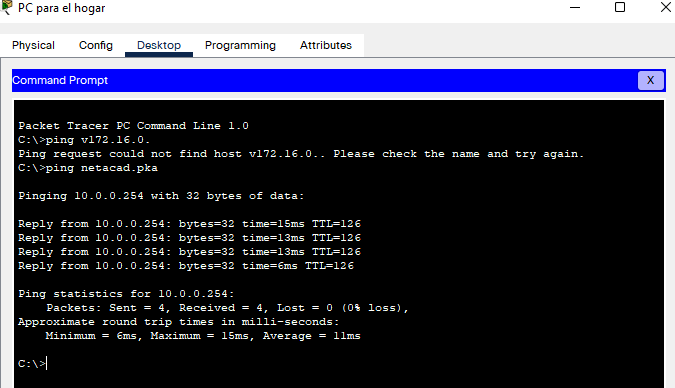 PC para el hogar
Physical Config Desktop Programming Attributes
Command Prompt X
Packet Tracer PC Command Line 1.0
C:\>ping v172.16.0.
Ping request could not find host v172.16.0.. Please check the name and try again.
C:\>ping netacad.pka
Pinging 10.0.0.254 with 32 bytes of data:
Reply from 10.0.0.254: bytes=32 time=15ms TTL=126
Reply from 10.0.0.254: bytes=32 time=13ms TTL=126
Reply from 10.0.0.254: bytes=32 time=13ms TTL=126
Reply from 10.0.0.254: bytes=32 time=6ms TTL=126
Ping statistics for 10.0.0.254:
Packets: Sent = 4, Received = 4, Lost = 0 (0% loss),
Approximate round trip times in milli-seconds:
Minimum = 6ms, Maximum = 15ms, Average = 11ms
C:\>